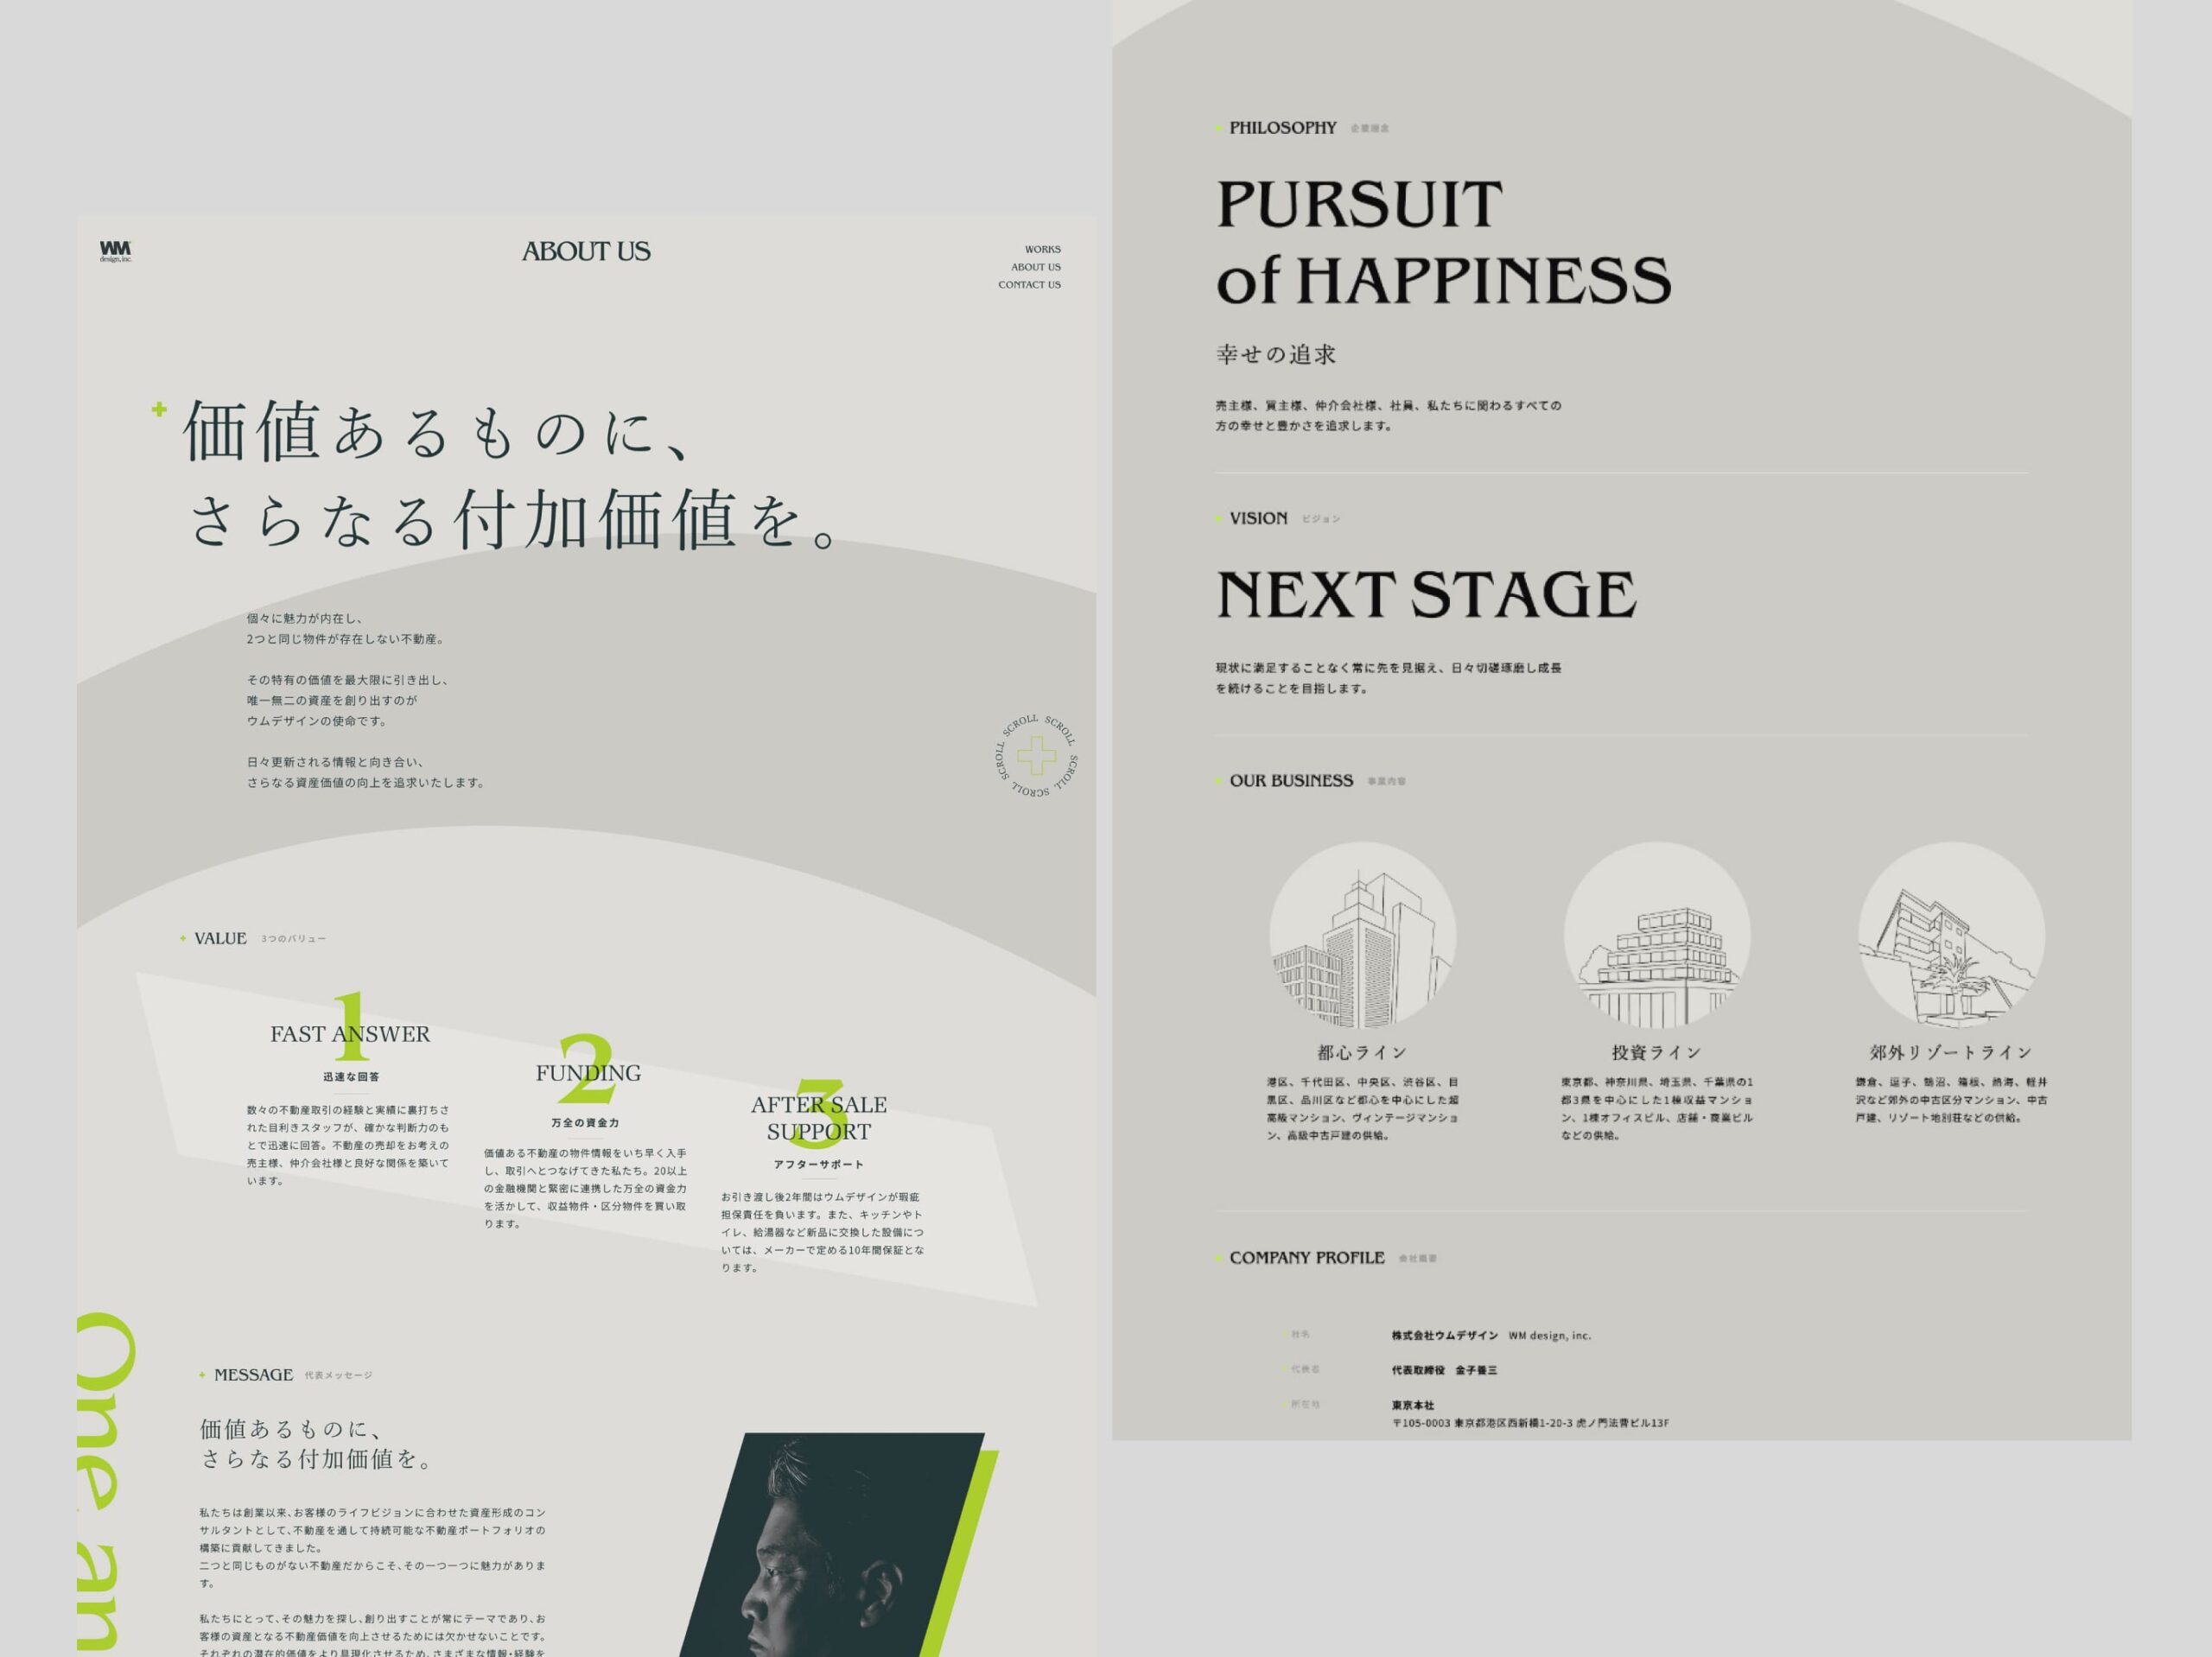 WM
design, inc.
ABOUT US
WORKS
ABOUT US
CONTACT US
価値あるものに、
さらなる付加価値を。
個々に魅力が内在し、
2つと同じ物件が存在しない不動産。
その特有の価値を最大限に引き出し、
唯一無二の資産を創り出すのが
ウムデザインの使命です。
日々更新される情報と向き合い、
さらなる資産価値の向上を追求いたします。
SCROLL SCROLL SCROLL SCROLL SCROLL SCROLL
VALUE 3つのバリュー
1
FAST ANSWER
迅速な回答
数々の不動産取引の経験と実績に裏打ちさ
れた目利きスタッフが、確かな判断力のも
とで迅速に回答。不動産の売却をお考えの
売主様、仲介会社様と良好な関係を築いて
います。
2
FUNDING
万全の資金力
価値ある不動産の物件情報をいち早く入手
し、取引へとつなげてきた私たち。20以上
の金融機関と緊密に連携した万全の資金力
を活かして、収益物件・区分物件を買い取
ります。
3
AFTER SALE
SUPPORT
アフターサポート
お引き渡し後2年間はウムデザインが瑕疵
担保責任を負います。また、キッチンやト
イレ、給湯器など新品に交換した設備につ
いては、メーカーで定める10年間保証とな
ります。
One an
MESSAGE 代表メッセージ
価値あるものに、
さらなる付加価値を。
私たちは創業以来、お客様のライフビジョンに合わせた資産形成のコン
サルタントとして、不動産を通して持続可能な不動産ポートフォリオの
構築に貢献してきました。
二つと同じものがない不動産だからこそ、その一つ一つに魅力がありま
す。
私たちにとって、その魅力を探し、創り出すことが常にテーマであり、お
客様の資産となる不動産価値を向上させるためには欠かせないことです。
それぞれの潜在的価値をより具現化させるため、さまざまな情報・経験を
PHILOSOPHY 企業理念
PURSUIT
of HAPPINESS
幸せの追求
売主様、買主様、仲介会社様、社員、私たちに関わるすべての
方の幸せと豊かさを追求します。
VISION ビジョン
NEXT STAGE
現状に満足することなく常に先を見据え、日々切磋琢磨し成長
を続けることを目指します。
OUR BUSINESS 事業内容
都心ライン
港区、千代田区、中央区、渋谷区、目
黒区、品川区など都心を中心にした超
高級マンション、ヴィンテージマンショ
ン、高級中古戸建の供給。
投資ライン
東京都、神奈川県、埼玉県、千葉県の1
都3県を中心にした1棟収益マンショ
ン、1棟オフィスビル、店舗・商業ビル
などの供給。
郊外リゾートライン
鎌倉、逗子、鵠沼、箱根、熱海、軽井
沢など郊外の中古区分マンション、中古
戸建、リゾート地別荘などの供給。
COMPANY PROFILE 会社概要
社名 株式会社ウムデザイン WM design, inc.
代表者 代表取締役 金子善三
所在地 東京本社
〒105-0003 東京都港区西新橋1-20-3 虎ノ門法曹ビル13F